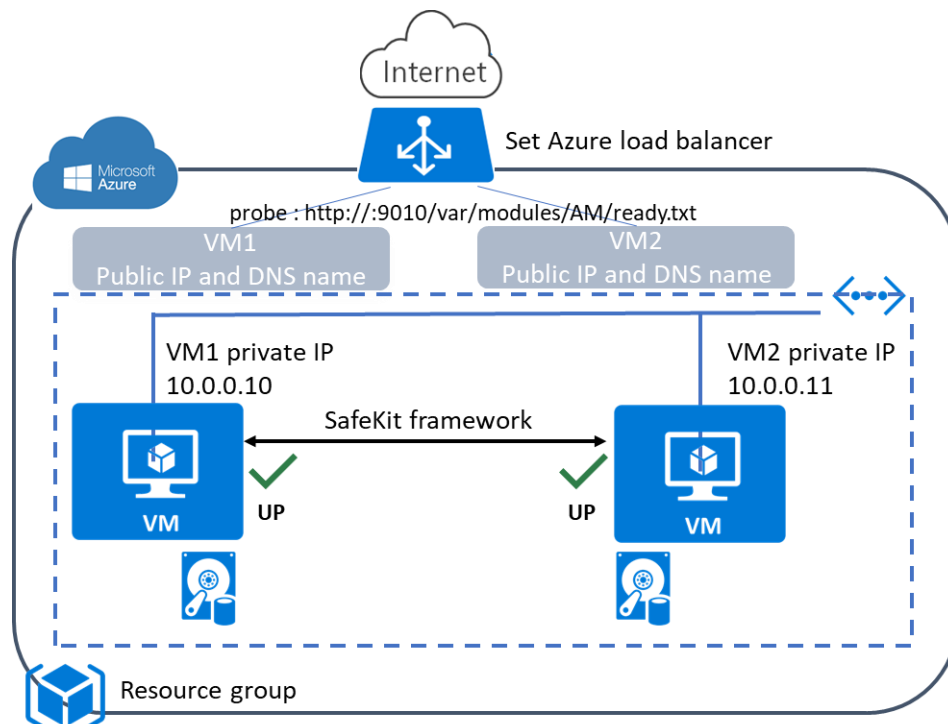 Internet
Set Azure load balancer
Microsoft
Azure
probe : http://:9010/var/modules/AM/ready.txt
VM1
Public IP and DNS name
VM2
Public IP and DNS name
VM1 private IP
10.0.0.10
VM2 private IP
10.0.0.11
SafeKit framework
UP
UP
VM
VM
Resource group